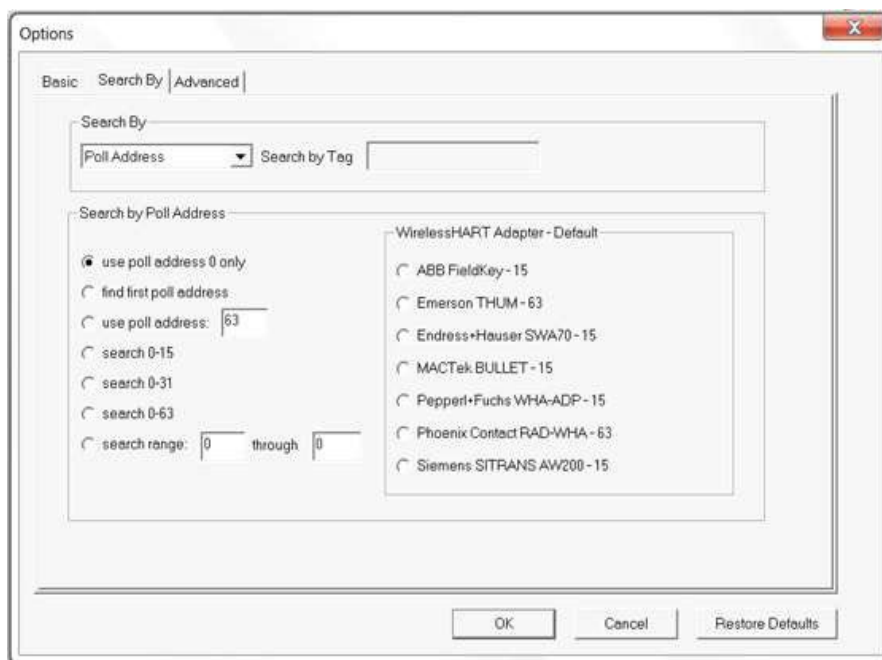 Options
Basic Search By Advanced
Search By
Poll Address Search by Tag
Search by Poll Address
use poll address 0 only
find first poll address
use poll address: 63
search 0-15
search 0-31
search 0-63
search range: 0 through 0
WirelessHART Adapter - Default
ABB FieldKey - 15
Emerson THUM - 63
Endress+Hauser SWA70 - 15
MACTek BULLET - 15
Pepperl+Fuchs WHA-ADP - 15
Phoenix Contact RAD-WHA - 63
Siemens SITRANS AW200 - 15
OK Cancel Restore Defaults